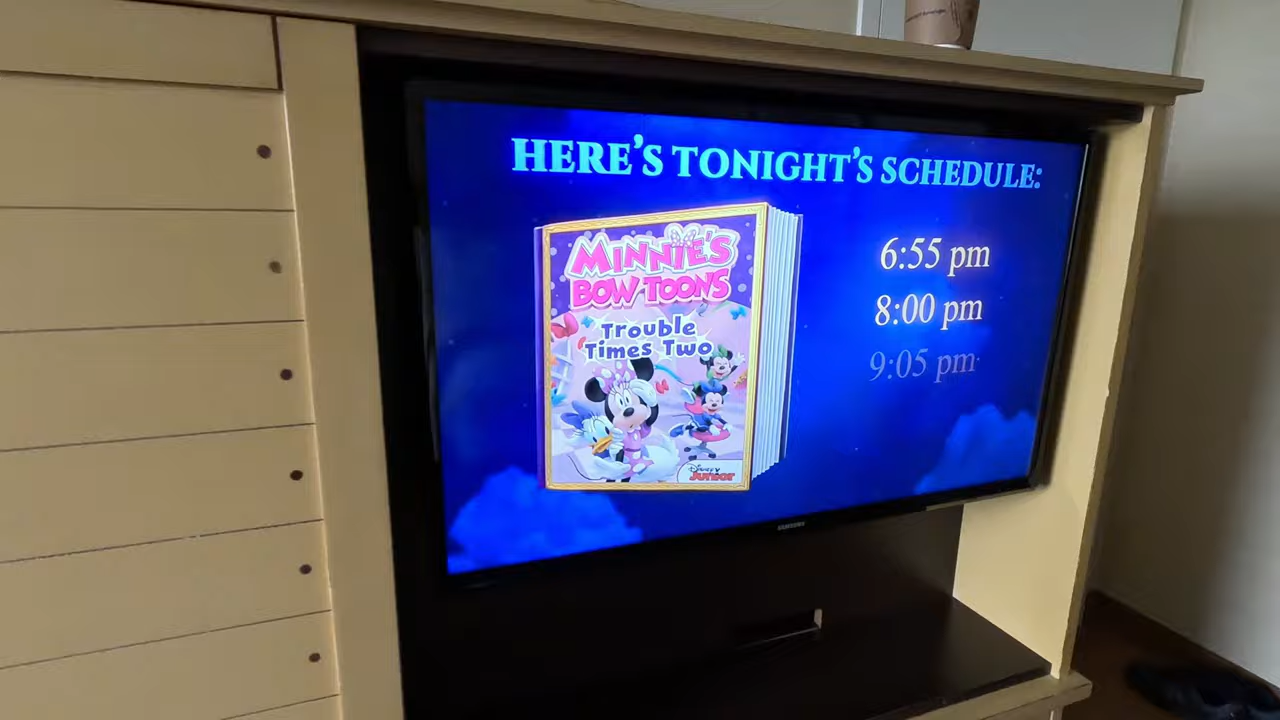 HERE'S TONIGHT'S SCHEDULE:
MINNIE'S
BOW-TOONS
Trouble
Times Two
Disney
Junior
6:55 pm
8:00 pm
9:05 pm
SAMSUNG